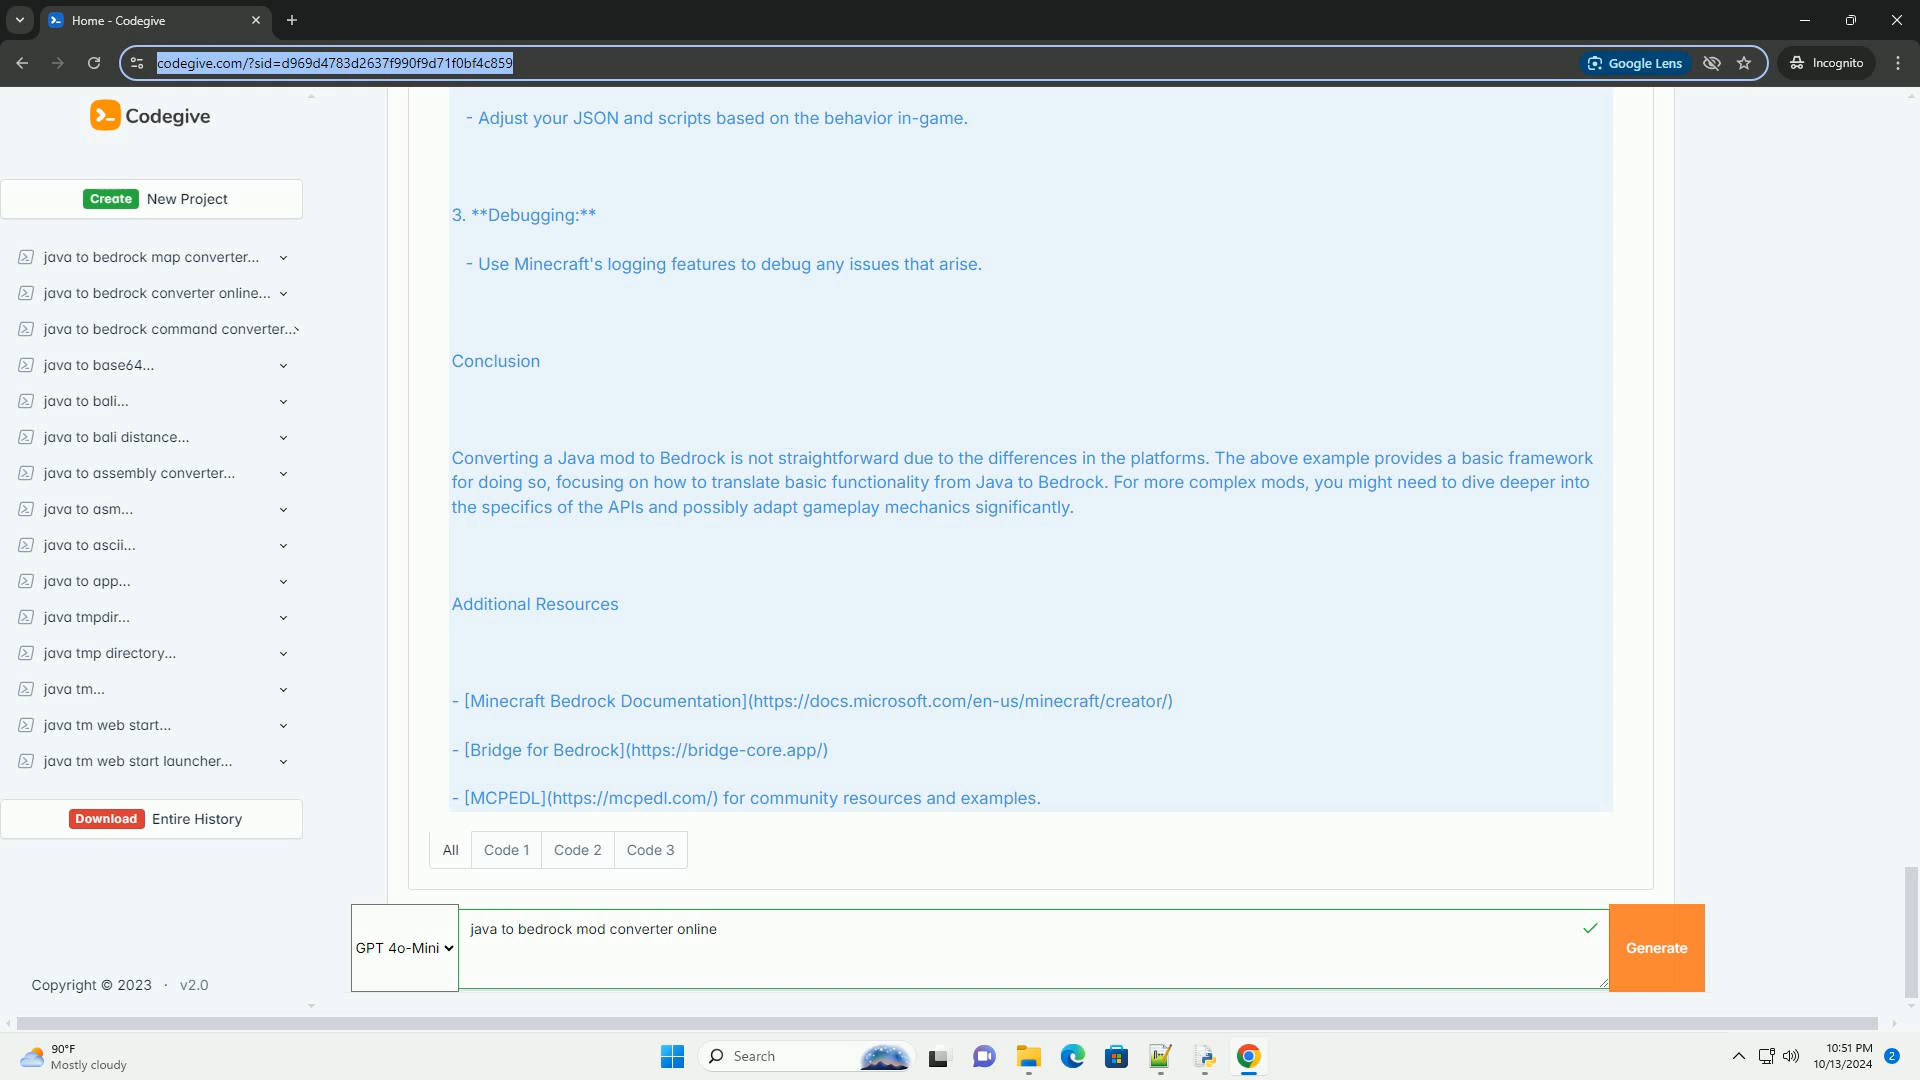 Home - Codegive
codegive.com/?sid=d969d4783d2637f990f9d71f0bf4c859
Google Lens
Incognito
Codegive
Create New Project
java to bedrock map converter...
java to bedrock converter online...
java to bedrock command converter...
java to base64...
java to bali...
java to bali distance...
java to assembly converter...
java to asm...
java to ascii...
java to app...
java tmpdir...
java tmp directory...
java tm...
java tm web start...
java tm web start launcher...
Download Entire History
Copyright © 2023 · v2.0
- Adjust your JSON and scripts based on the behavior in-game.
3. **Debugging:**
- Use Minecraft's logging features to debug any issues that arise.
Conclusion
Converting a Java mod to Bedrock is not straightforward due to the differences in the platforms. The above example provides a basic framework
for doing so, focusing on how to translate basic functionality from Java to Bedrock. For more complex mods, you might need to dive deeper into
the specifics of the APIs and possibly adapt gameplay mechanics significantly.
Additional Resources
- [Minecraft Bedrock Documentation](https://docs.microsoft.com/en-us/minecraft/creator/)
- [Bridge for Bedrock](https://bridge-core.app/)
- [MCPEDL](https://mcpedl.com/) for community resources and examples.
All Code 1 Code 2 Code 3
GPT 4o-Mini
java to bedrock mod converter online
Generate
90°F
Mostly cloudy
Search
10:51 PM
10/13/2024
2